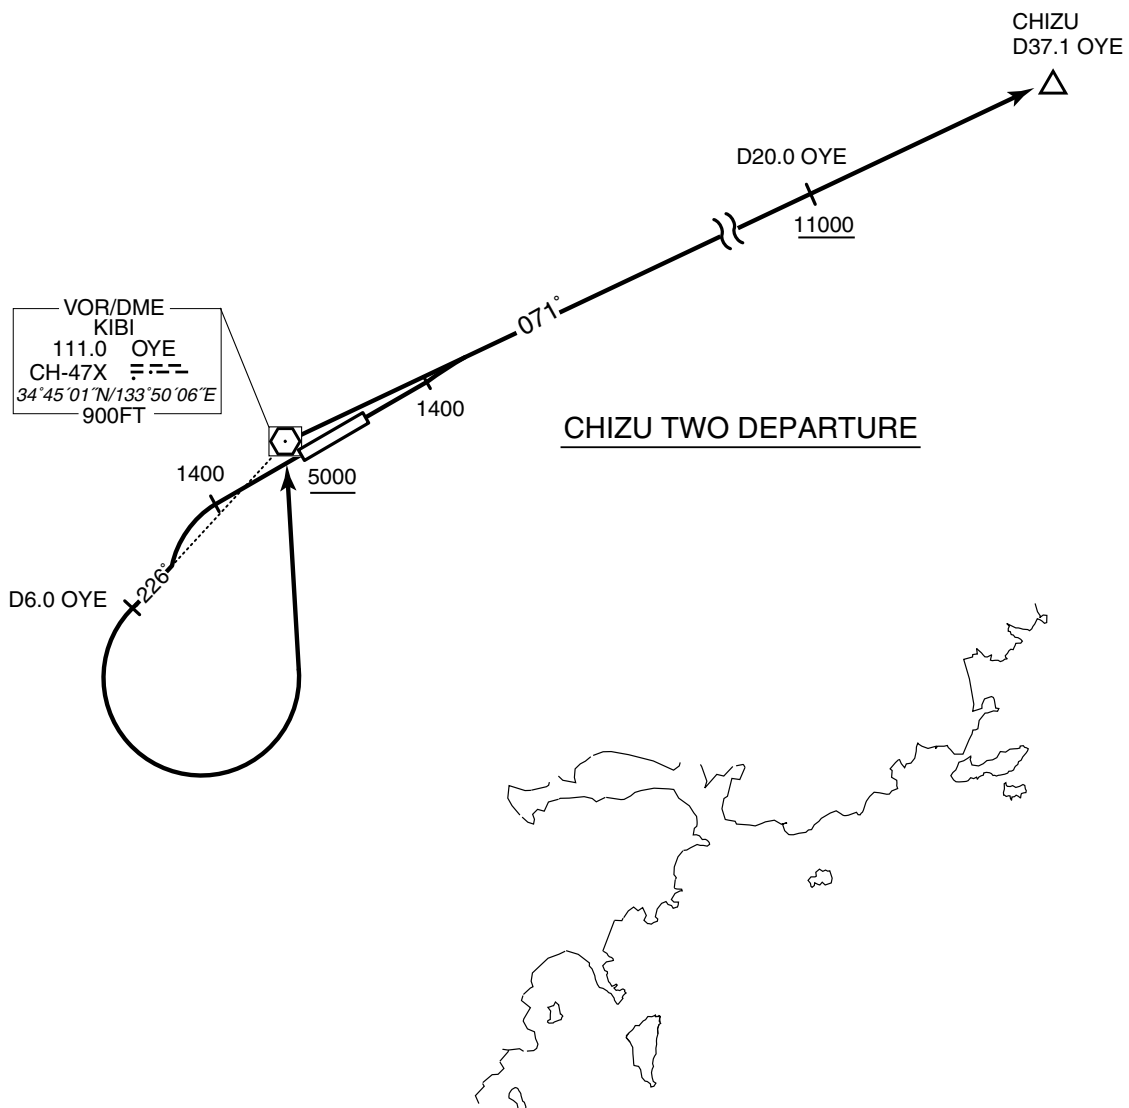 CHIZU
D37.1 OYE
D20.0 OYE
11000
071°
VOR/DME
KIBI
111.0 OYE
CH-47X
34°45´01˝N/133°50´06˝E
900FT
1400
CHIZU TWO DEPARTURE
1400
5000
226°
D6.0 OYE